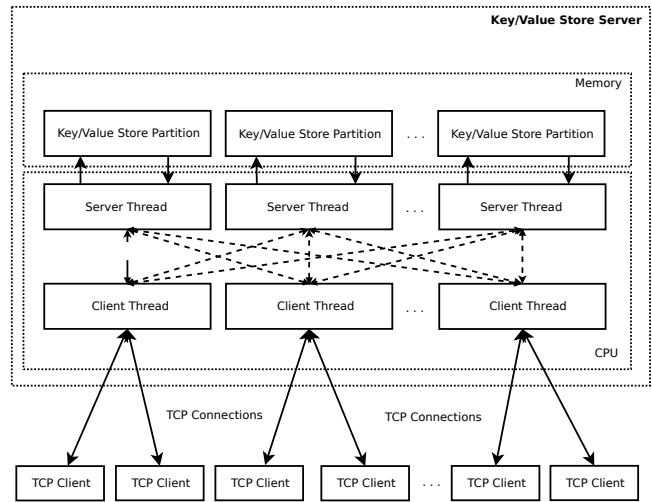 Key/Value Store Server
Memory
Key/Value Store Partition Key/Value Store Partition . . . Key/Value Store Partition
Server Thread Server Thread . . . Server Thread
Client Thread Client Thread . . . Client Thread
CPU
TCP Connections TCP Connections
TCP Client TCP Client TCP Client TCP Client . . . TCP Client TCP Client